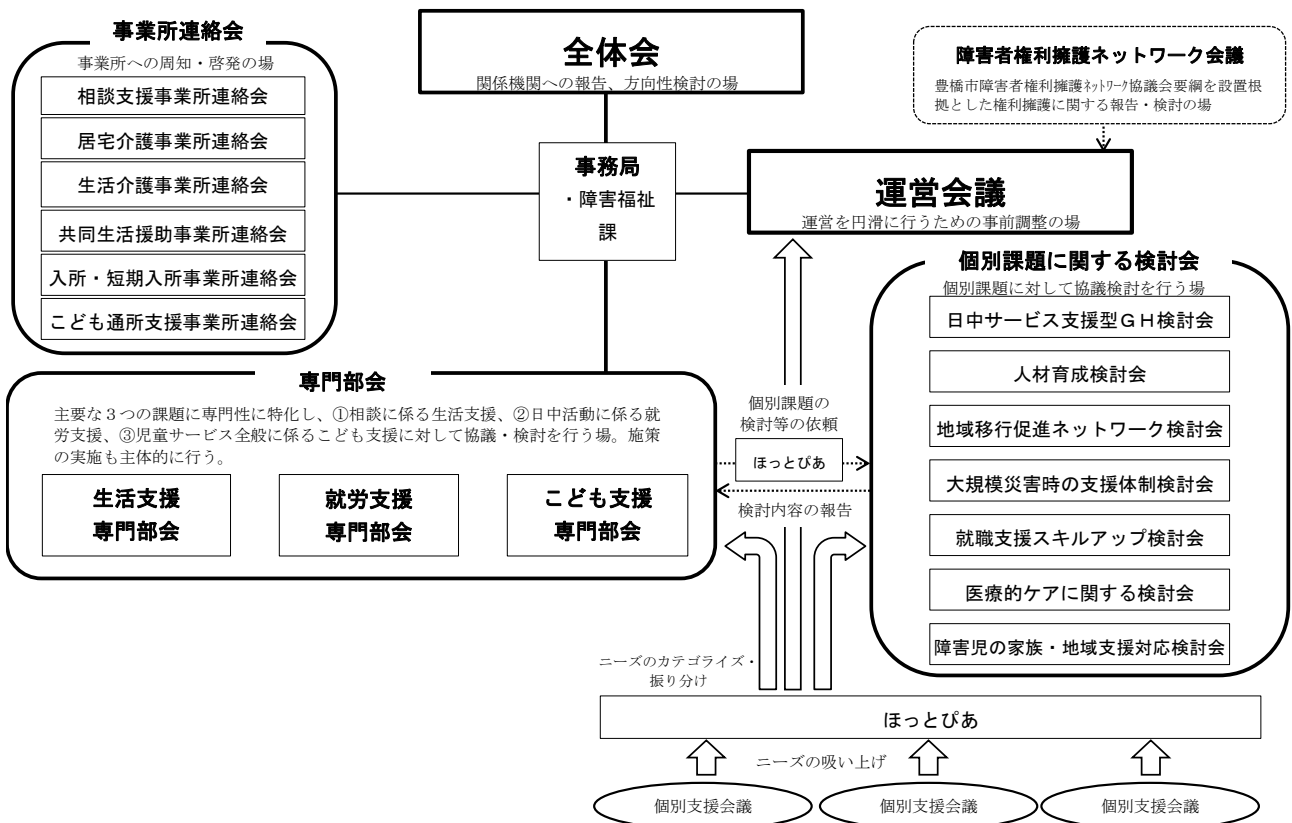 事業所連絡会
事業所への周知・啓発の場
相談支援事業所連絡会
居宅介護事業所連絡会
生活介護事業所連絡会
共同生活援助事業所連絡会
入所・短期入所事業所連絡会
こども通所支援事業所連絡会
全体会
関係機関への報告、方向性検討の場
障害者権利擁護ネットワーク会議
豊橋市障害者権利擁護ﾈｯﾄﾜｰｸ協議会要綱を設置根
拠とした権利擁護に関する報告・検討の場
事務局
・障害福祉
課
運営会議
運営を円滑に行うための事前調整の場
専門部会
主要な３つの課題に専門性に特化し、①相談に係る生活支援、②日中活動に係る就
労支援、③児童サービス全般に係るこども支援に対して協議・検討を行う場。施策
の実施も主体的に行う。
生活支援
専門部会
就労支援
専門部会
こども支援
専門部会
個別課題の
検討等の依頼
ほっとぴあ
検討内容の報告
個別課題に関する検討会
個別課題に対して協議検討を行う場
日中サービス支援型ＧＨ検討会
人材育成検討会
地域移行促進ネットワーク検討会
大規模災害時の支援体制検討会
就職支援スキルアップ検討会
医療的ケアに関する検討会
障害児の家族・地域支援対応検討会
ニーズのカテゴライズ・
振り分け
ほっとぴあ
ニーズの吸い上げ
個別支援会議
個別支援会議
個別支援会議